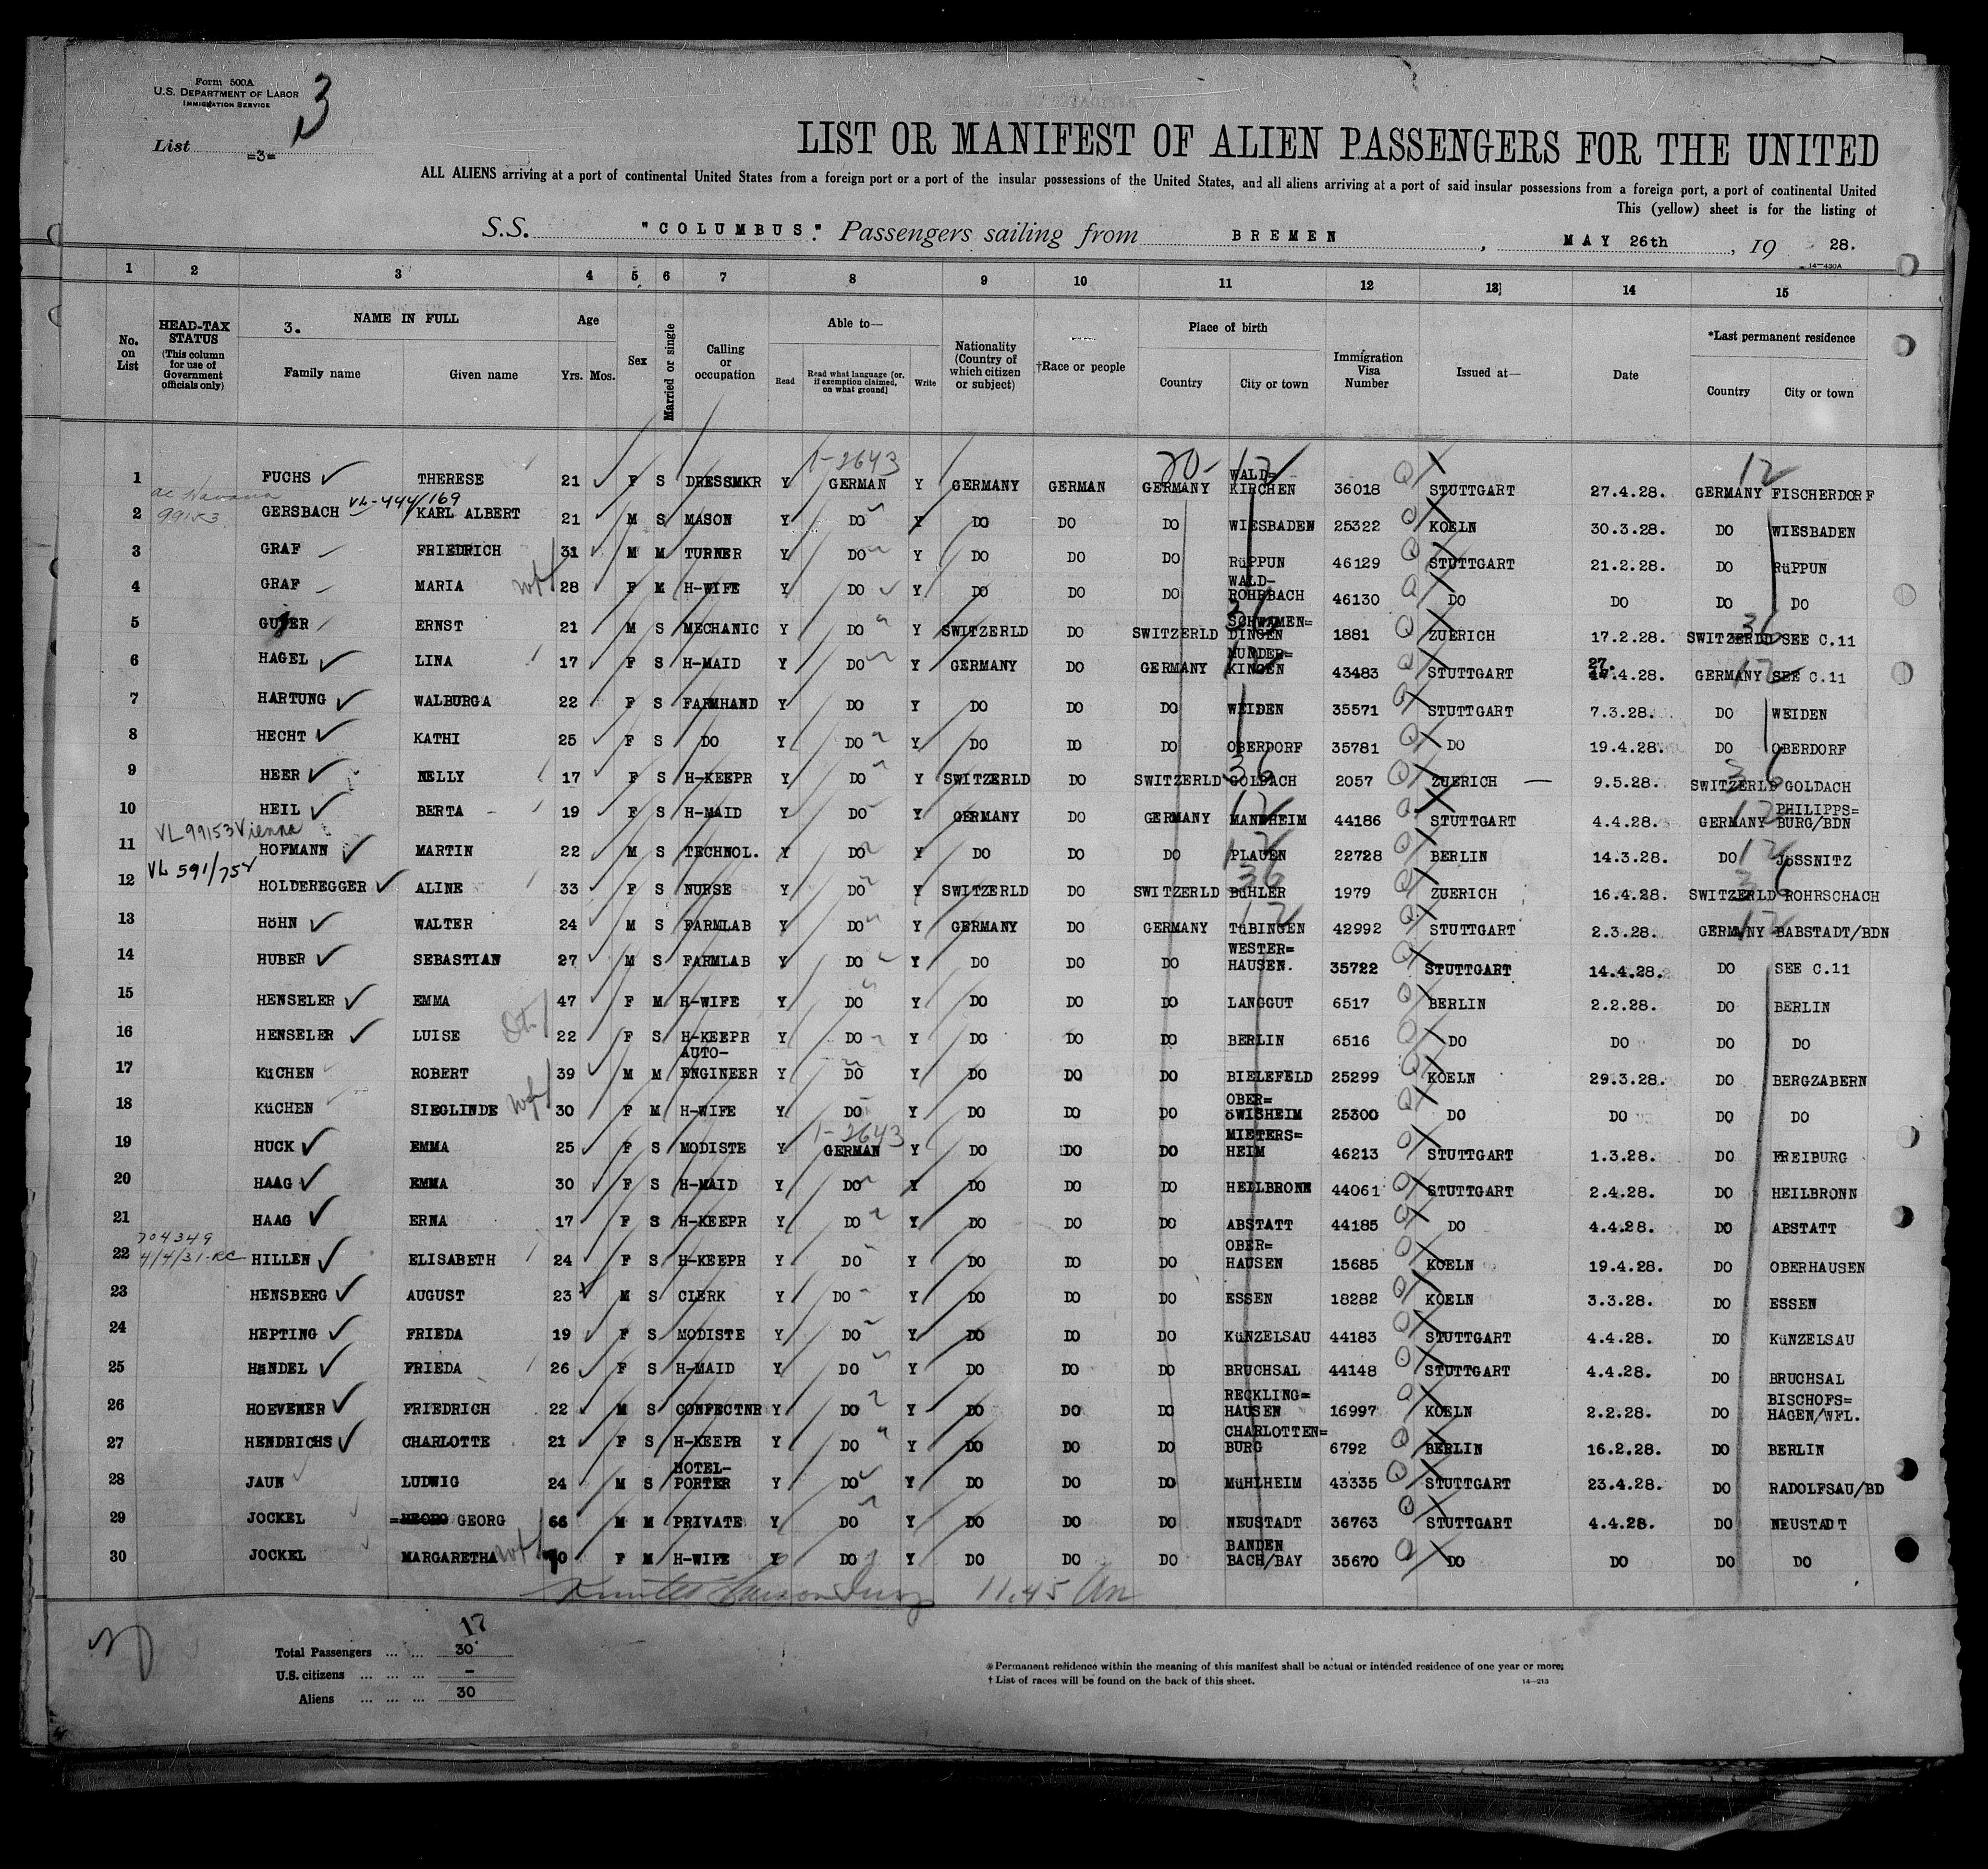 Form 500A
U.S. DEPARTMENT OF LABOR
IMMIGRATION SERVICE
3
List =3=
LIST OR MANIFEST OF ALIEN PASSENGERS FOR THE UNITED
ALL ALIENS arriving at a port of continental United States from a foreign port or a port of the insular possessions of the United States, and all aliens arriving at a port of said insular possessions from a foreign port, a port of continental United
This (yellow) sheet is for the listing of
S.S. "COLUMBUS". Passengers sailing from BREMEN, MAY 26th, 19 28.
14-430A
1 2 3 4 5 6 7 8 9 10 11 12 13 14 15
No. on List
HEAD-TAX STATUS (This column for use of Government officials only)
3. NAME IN FULL Family name Given name
Age Yrs. Mos.
Sex
Married or single
Calling or occupation
Able to— Read Read what language [or, if exemption claimed, on what ground] Write
Nationality (Country of which citizen or subject)
†Race or people
Place of birth Country City or town
Immigration Visa Number
Issued at—
Date
*Last permanent residence Country City or town
1-2643 20- 12 12
1 FUCHS THERESE 21 F S DRESSMKR Y GERMAN Y GERMANY GERMAN GERMANY WALD= KIRCHEN 36018 STUTTGART 27.4.28. GERMANY FISCHERDORF
99153 VL-444/169
2 GERSBACH KARL ALBERT 21 M S MASON Y DO Y DO DO DO WIESBADEN 25322 KOELN 30.3.28. DO WIESBADEN
3 GRAF FRIEDRICH 31 M M TURNER Y DO Y DO DO DO RüPPUN 46129 STUTTGART 21.2.28. DO RüPPUN
4 GRAF MARIA 28 F M H-WIFE Y DO Y DO DO DO WALD- ROHRBACH 46130 DO DO DO DO
5 GUJER ERNST 21 M S MECHANIC Y DO Y SWITZERLD DO SWITZERLD SCHWAMEN= DINGEN 1881 ZUERICH 17.2.28. SWITZERLD SEE C.11
6 HAGEL LINA 17 F S H-MAID Y DO Y GERMANY DO GERMANY MUNDER= KINGEN 43483 STUTTGART 27.4.28. GERMANY SEE C.11
7 HARTUNG WALBURGA 22 F S FARMHAND Y DO Y DO DO DO WEIDEN 35571 STUTTGART 7.3.28. DO WEIDEN
8 HECHT KATHI 25 F S DO Y DO Y DO DO DO OBERDORF 35781 DO 19.4.28. DO OBERDORF
9 HEER NELLY 17 F S H-KEEPR Y DO Y SWITZERLD DO SWITZERLD GOLDACH 2057 ZUERICH — 9.5.28. SWITZERLD GOLDACH
10 HEIL BERTA 19 F S H-MAID Y DO Y GERMANY DO GERMANY MANNHEIM 44186 STUTTGART 4.4.28. GERMANY PHILIPPS= BURG/BDN
VL 99153 Vienna
11 HOFMANN MARTIN 22 M S TECHNOL. Y DO Y DO DO DO PLAUEN 22728 BERLIN 14.3.28. DO JöSSNITZ
12 HOLDEREGGER ALINE 33 F S NURSE Y DO Y SWITZERLD DO SWITZERLD BüHLER 1979 ZUERICH 16.4.28. SWITZERLD ROHRSCHACH
13 HöHN WALTER 24 M S FARMLAB Y DO Y GERMANY DO GERMANY TüBINGEN 42992 STUTTGART 2.3.28. GERMANY BABSTADT/BDN
14 HUBER SEBASTIAN 27 M S FARMLAB Y DO Y DO DO DO WESTER= HAUSEN. 35722 STUTTGART 14.4.28. DO SEE C.11
15 HENSELER EMMA 47 F M H-WIFE Y DO Y DO DO DO LANGGUT 6517 BERLIN 2.2.28. DO BERLIN
16 HENSELER LUISE 22 F S H-KEEPR Y DO Y DO DO DO BERLIN 6516 DO DO DO DO
17 KüCHEN ROBERT 39 M M AUTO- ENGINEER Y DO Y DO DO DO BIELEFELD 25299 KOELN 29.3.28. DO BERGZABERN
18 KüCHEN SIEGLINDE 30 F M H-WIFE Y DO Y DO DO DO OBER= öWISHEIM 25300 DO DO DO DO
1-2643
19 HUCK EMMA 25 F S MODISTE Y GERMAN Y DO DO DO MIETERS= HEIM 46213 STUTTGART 1.3.28. DO FREIBURG
20 HAAG EMMA 30 F S H-MAID Y DO Y DO DO DO HEILBRONN 44061 STUTTGART 2.4.28. DO HEILBRONN
21 HAAG ERNA 17 F S H-KEEPR Y DO Y DO DO DO ABSTATT 44185 DO 4.4.28. DO ABSTATT
704349 4/4/31-RC
22 HILLEN ELISABETH 24 F S H-KEEPR Y DO Y DO DO DO OBER= HAUSEN 15685 KOELN 19.4.28. DO OBERHAUSEN
23 HENSBERG AUGUST 23 M S CLERK Y DO Y DO DO DO ESSEN 18282 KOELN 3.3.28. DO ESSEN
24 HEPTING FRIEDA 19 F S MODISTE Y DO Y DO DO DO KüNZELSAU 44183 STUTTGART 4.4.28. DO KüNZELSAU
25 HäNDEL FRIEDA 26 F S H-MAID Y DO Y DO DO DO BRUCHSAL 44148 STUTTGART 4.4.28. DO BRUCHSAL
26 HOEVENER FRIEDRICH 22 M S CONFECTNR Y DO Y DO DO DO RECKLING= HAUSEN 16997 KOELN 2.2.28. DO BISCHOFS= HAGEN/WFL.
27 HENDRICHS CHARLOTTE 21 F S H-KEEPR Y DO Y DO DO DO CHARLOTTEN= BURG 6792 BERLIN 16.2.28. DO BERLIN
28 JAUN LUDWIG 24 M S HOTEL- PORTER Y DO Y DO DO DO MüHLHEIM 43335 STUTTGART 23.4.28. DO RADOLFSAU/BD
29 JOCKEL GEORG 66 M M PRIVATE Y DO Y DO DO DO NEUSTADT 36763 STUTTGART 4.4.28. DO NEUSTADT
30 JOCKEL MARGARETHA 70 F M H-WIFE Y DO Y DO DO DO BANDEN BACH/BAY 35670 DO DO DO DO
11.45 Am
17
Total Passengers ... ... 30
U.S. citizens ... ... ... -
Aliens ... ... ... 30
*Permanent residence within the meaning of this manifest shall be actual or intended residence of one year or more.
† List of races will be found on the back of this sheet. 14-213